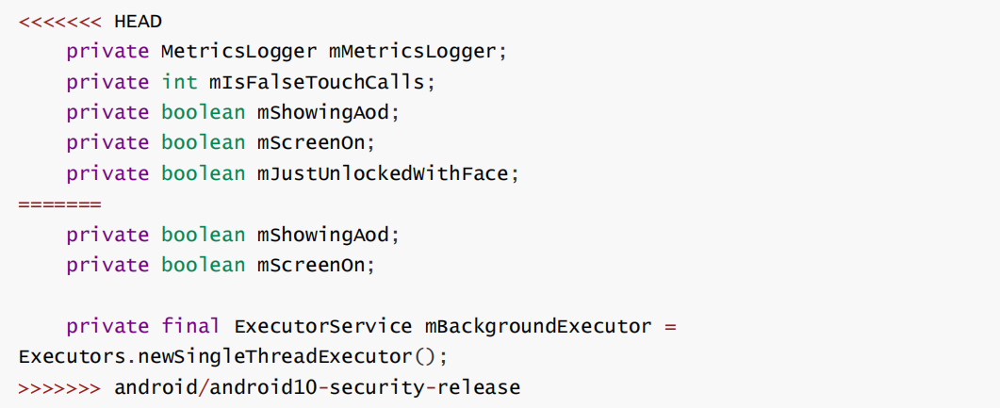 <<<<<<< HEAD
    private MetricsLogger mMetricsLogger;
    private int mIsFalseTouchCalls;
    private boolean mShowingAod;
    private boolean mScreenOn;
    private boolean mJustUnlockedWithFace;
=======
    private boolean mShowingAod;
    private boolean mScreenOn;

    private final ExecutorService mBackgroundExecutor =
Executors.newSingleThreadExecutor();
>>>>>>> android/android10-security-release